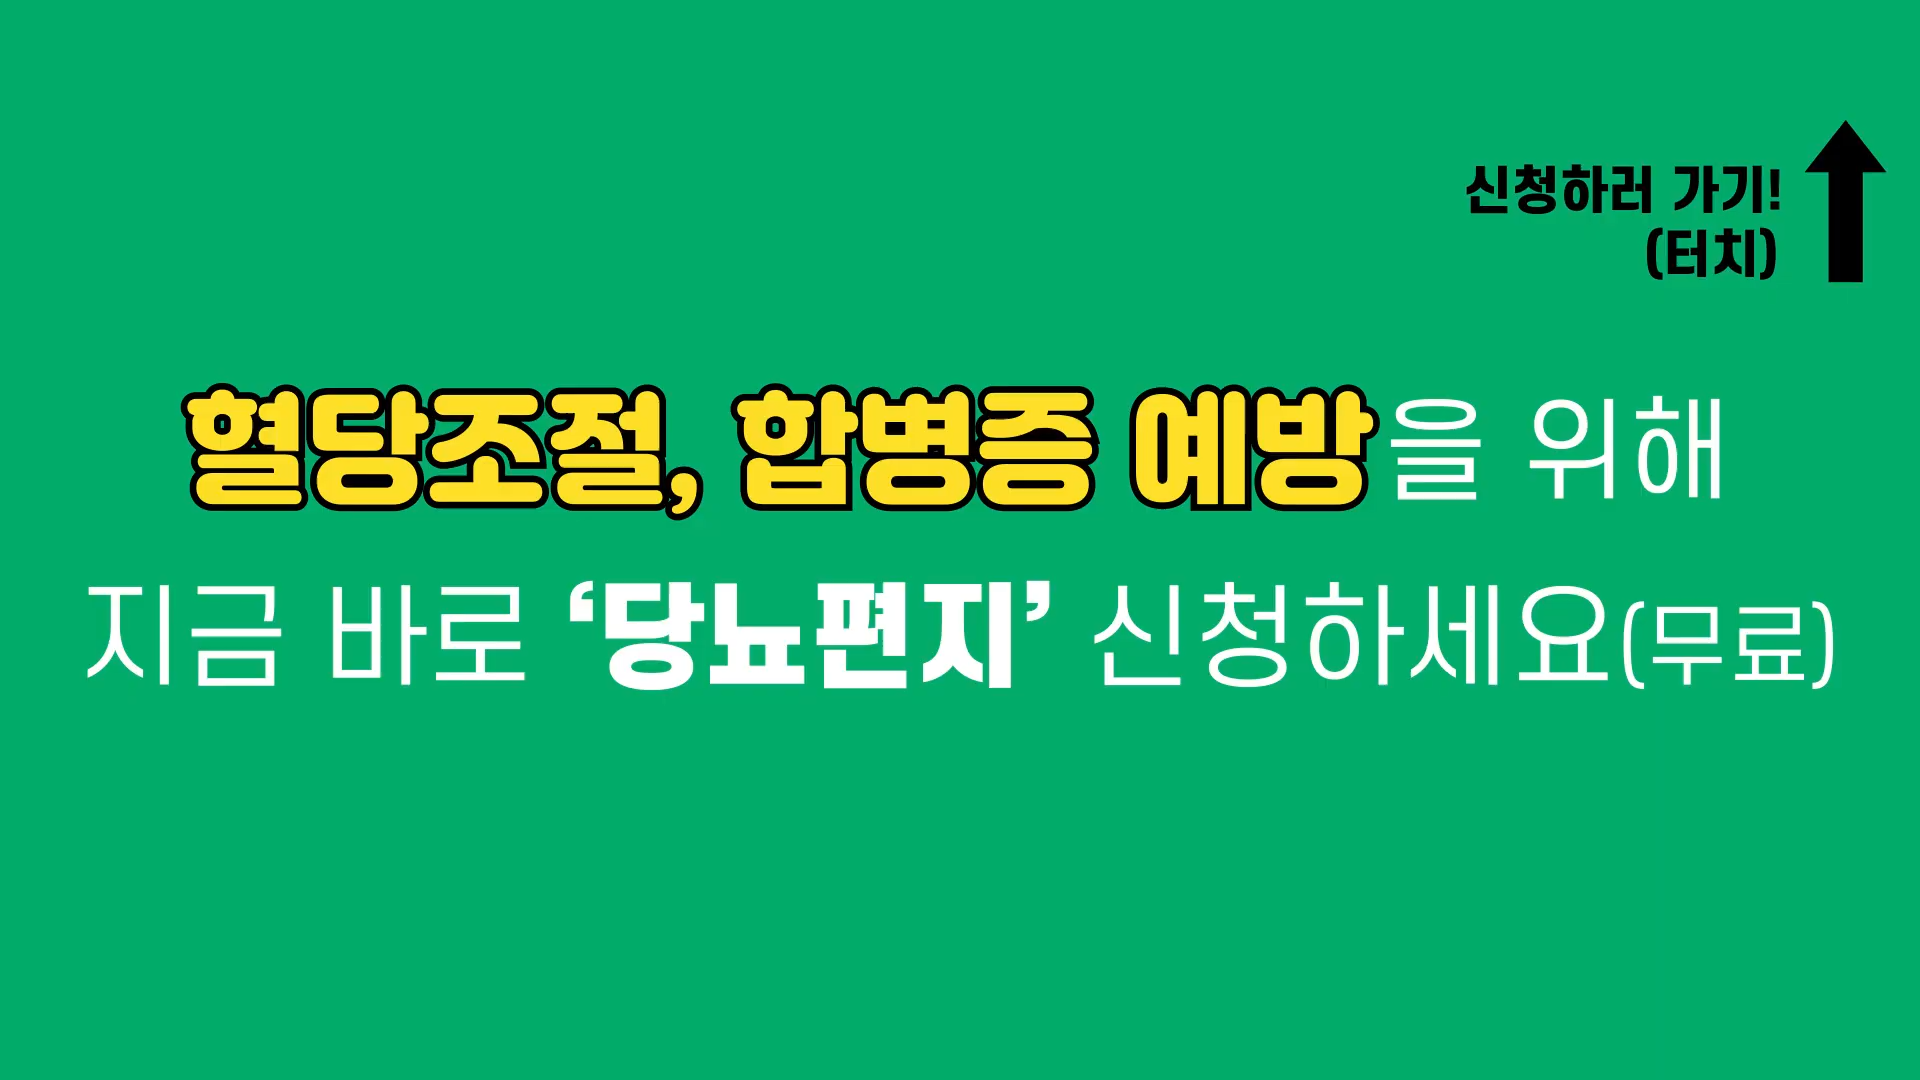 신청하러 가기!
(터치)
혈당조절, 합병증 예방을 위해
지금 바로 ‘당뇨편지’ 신청하세요(무료)